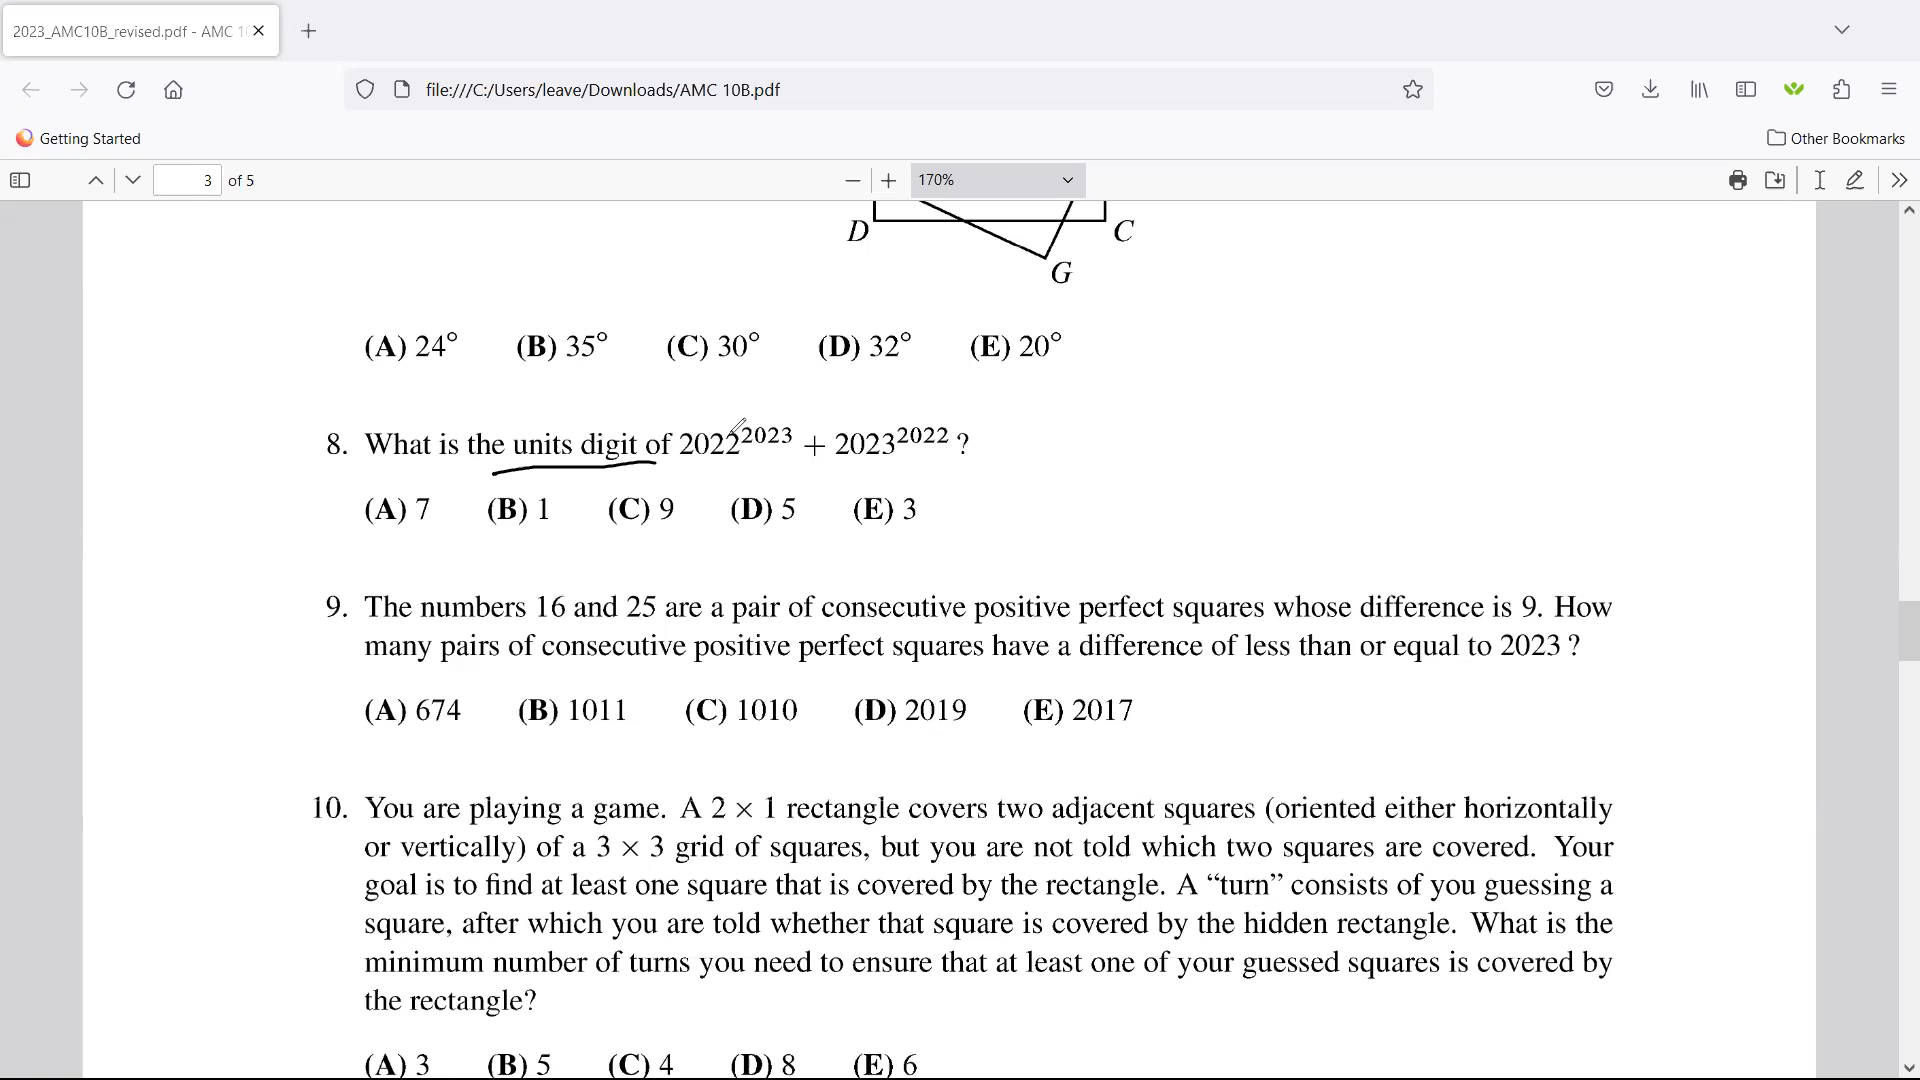 2023_AMC10B_revised.pdf - AMC 1
file:///C:/Users/leave/Downloads/AMC 10B.pdf
Getting Started
Other Bookmarks
3 of 5
170%
D
C
G
(A) 24° (B) 35° (C) 30° (D) 32° (E) 20°
8. What is the units digit of 2022²⁰²³ + 2023²⁰²² ?
(A) 7 (B) 1 (C) 9 (D) 5 (E) 3
9. The numbers 16 and 25 are a pair of consecutive positive perfect squares whose difference is 9. How
many pairs of consecutive positive perfect squares have a difference of less than or equal to 2023 ?
(A) 674 (B) 1011 (C) 1010 (D) 2019 (E) 2017
10. You are playing a game. A 2 × 1 rectangle covers two adjacent squares (oriented either horizontally
or vertically) of a 3 × 3 grid of squares, but you are not told which two squares are covered. Your
goal is to find at least one square that is covered by the rectangle. A “turn” consists of you guessing a
square, after which you are told whether that square is covered by the hidden rectangle. What is the
minimum number of turns you need to ensure that at least one of your guessed squares is covered by
the rectangle?
(A) 3 (B) 5 (C) 4 (D) 8 (E) 6